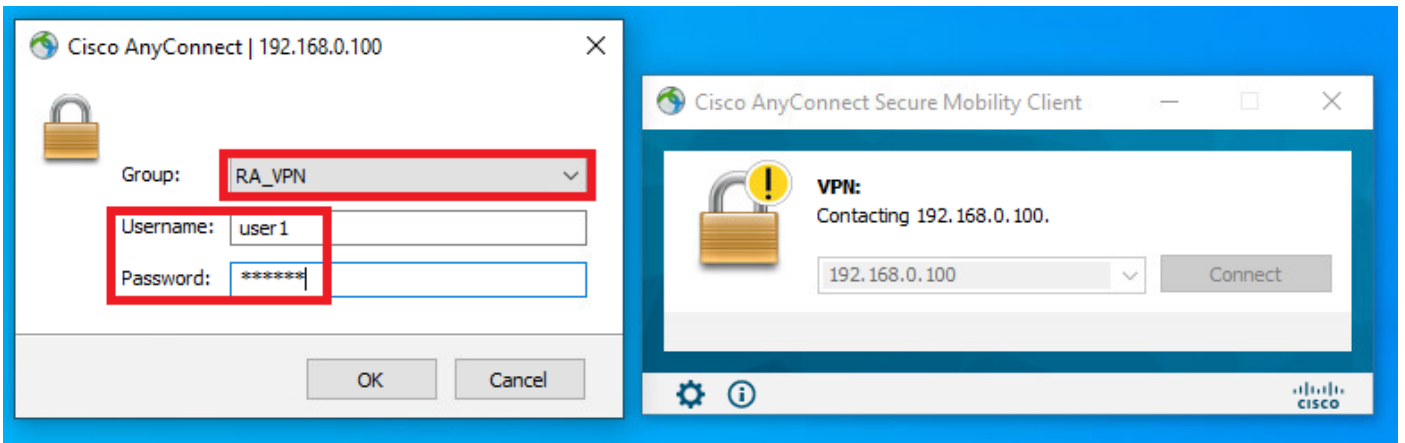 Cisco AnyConnect | 192.168.0.100
Group: RA_VPN
Username: user1
Password: ******
OK Cancel
Cisco AnyConnect Secure Mobility Client
VPN:
Contacting 192.168.0.100.
192.168.0.100 Connect
CISCO